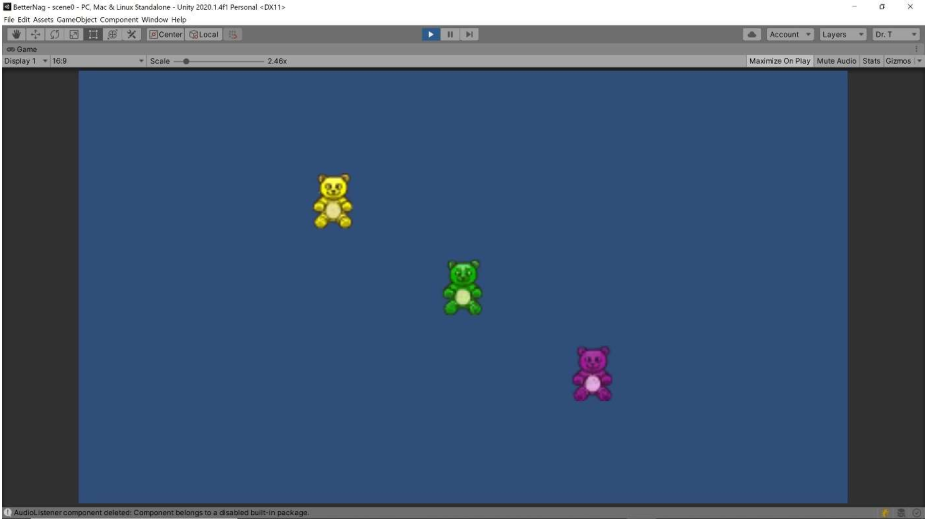 BetterNag - scene0 - PC, Mac & Linux Standalone - Unity 2020.1.4f1 Personal <DX11>
File Edit Assets GameObject Component Window Help
Center Local Account Layers Dr. T
Game
Display 1 16:9 Scale 2.46x Maximize On Play Mute Audio Stats Gizmos
AudioListener component deleted: Component belongs to a disabled built-in package.